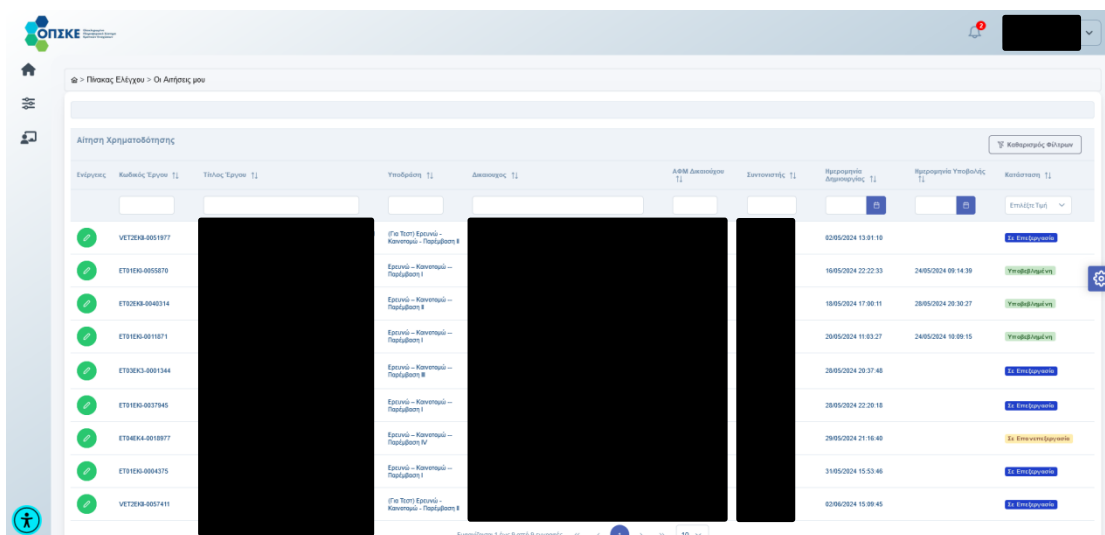 ΟΠΣΚΕ
2
> Πίνακας Ελέγχου > Οι Αιτήσεις μου
Αίτηση Χρηματοδότησης
Καθαρισμός Φίλτρων
Ενέργειες Κωδικός Έργου Τίτλος Έργου Υποδράση Δικαιούχος ΑΦΜ Δικαιούχου Συντονιστής Ημερομηνία Δημιουργίας Ημερομηνία Υποβολής Κατάσταση
Επιλέξτε Τιμή
VET2EKII-0051977 (Για Τεστ) Ερευνώ - Καινοτομώ - Παρέμβαση II 02/05/2024 13:01:10 Σε Επεξεργασία
ET01EKI-0055870 Ερευνώ – Καινοτομώ – Παρέμβαση I 16/05/2024 22:22:33 24/05/2024 09:14:39 Υποβεβλημένη
ET02EKII-0040314 Ερευνώ – Καινοτομώ – Παρέμβαση II 18/05/2024 17:00:11 28/05/2024 20:30:27 Υποβεβλημένη
ET01EKI-0011671 Ερευνώ – Καινοτομώ – Παρέμβαση I 20/05/2024 11:03:27 24/05/2024 10:09:15 Υποβεβλημένη
ET03EK3-0001344 Ερευνώ – Καινοτομώ – Παρέμβαση III 28/05/2024 20:37:48 Σε Επεξεργασία
ET01EKI-0037945 Ερευνώ – Καινοτομώ – Παρέμβαση I 28/05/2024 22:20:18 Σε Επεξεργασία
ET04EK4-0018977 Ερευνώ – Καινοτομώ – Παρέμβαση IV 29/05/2024 21:16:40 Σε Επανεπεξεργασία
ET01EKI-0004375 Ερευνώ – Καινοτομώ – Παρέμβαση I 31/05/2024 15:53:46 Σε Επεξεργασία
VET2EKII-0057411 (Για Τεστ) Ερευνώ - Καινοτομώ - Παρέμβαση II 02/06/2024 15:09:45 Σε Επεξεργασία